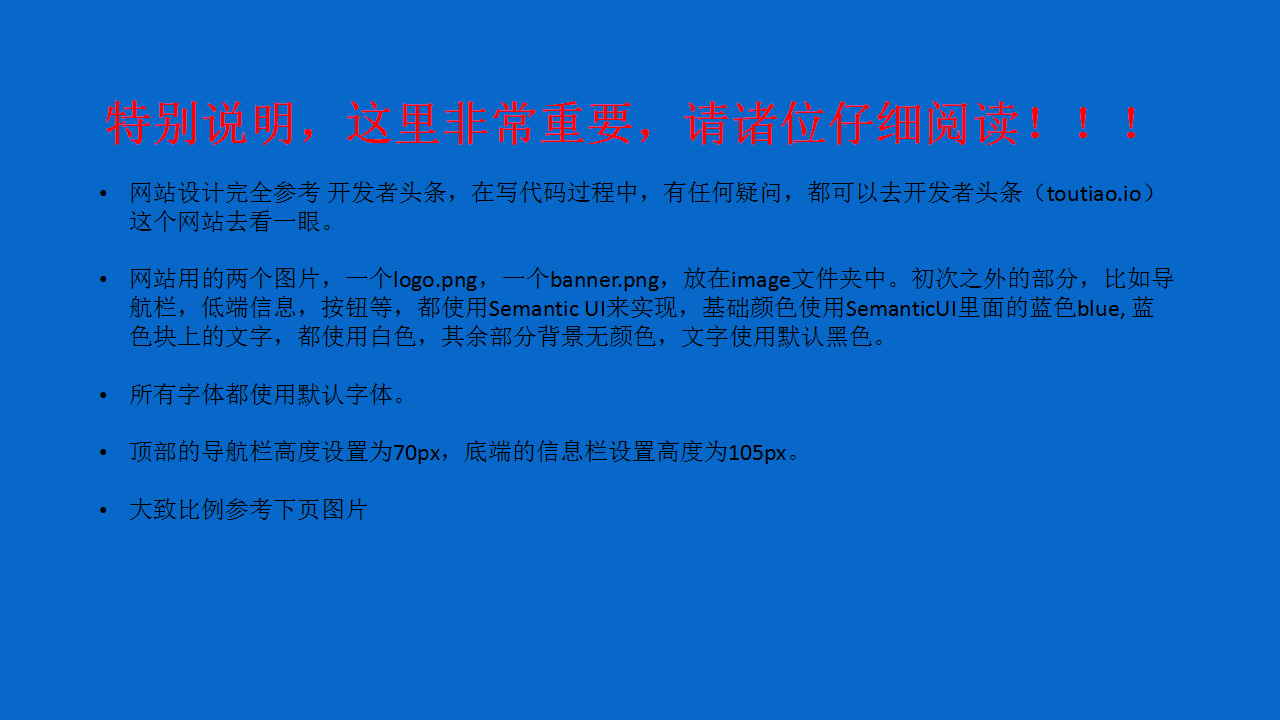 特别说明，这里非常重要，请诸位仔细阅读！！！
• 网站设计完全参考 开发者头条，在写代码过程中，有任何疑问，都可以去开发者头条（toutiao.io）
这个网站去看一眼。
• 网站用的两个图片，一个logo.png，一个banner.png，放在image文件夹中。初次之外的部分，比如导
航栏，低端信息，按钮等，都使用Semantic UI来实现，基础颜色使用SemanticUI里面的蓝色blue, 蓝
色块上的文字，都使用白色，其余部分背景无颜色，文字使用默认黑色。
• 所有字体都使用默认字体。
• 顶部的导航栏高度设置为70px，底端的信息栏设置高度为105px。
• 大致比例参考下页图片